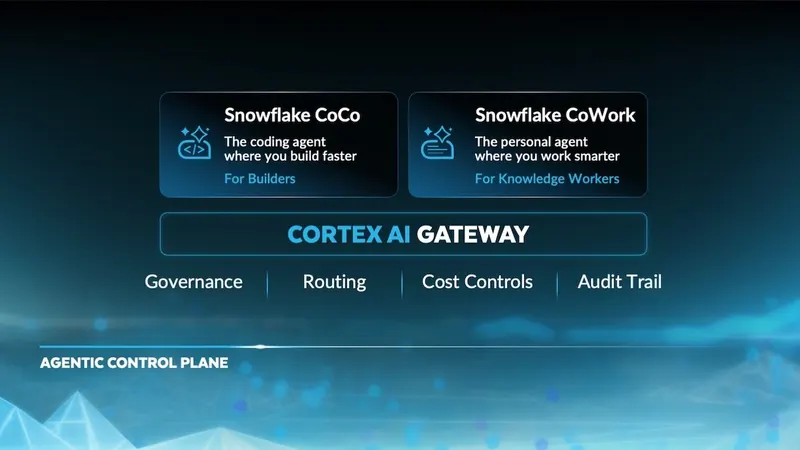 Snowflake CoCo
The coding agent
where you build faster
For Builders
Snowflake CoWork
The personal agent
where you work smarter
For Knowledge Workers
CORTEX AI GATEWAY
Governance
Routing
Cost Controls
Audit Trail
AGENTIC CONTROL PLANE